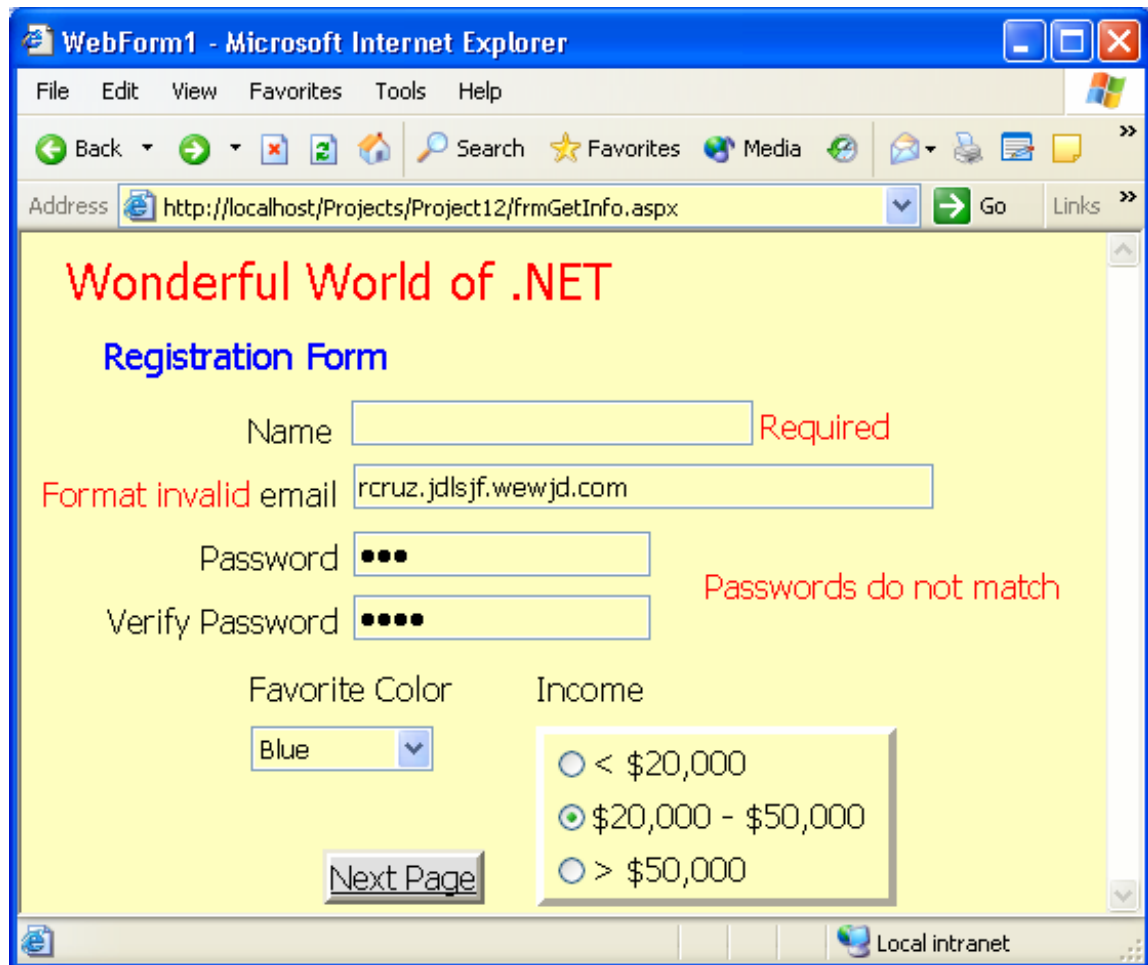 WebForm1 - Microsoft Internet Explorer
File Edit View Favorites Tools Help
Back Search Favorites Media »
Address http://localhost/Projects/Project12/frmGetInfo.aspx Go Links »
Wonderful World of .NET
Registration Form
Name Required
Format invalid email rcruz.jdlsjf.wewjd.com
Password •••
Passwords do not match
Verify Password ••••
Favorite Color Income
Blue < $20,000
$20,000 - $50,000
Next Page > $50,000
Local intranet